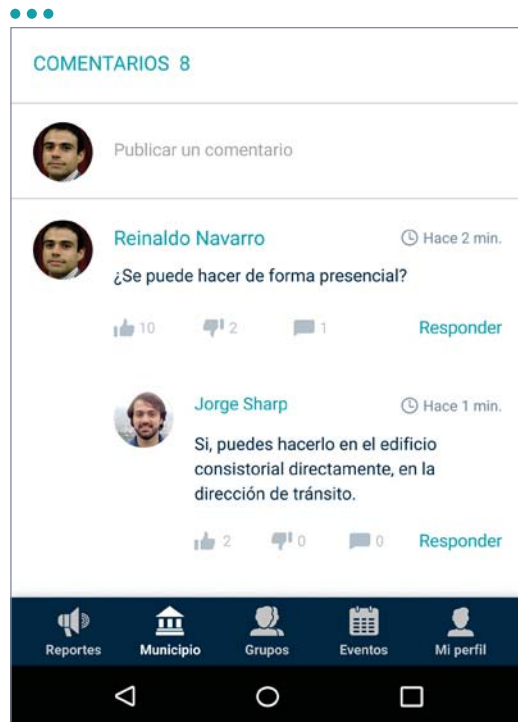 COMENTARIOS 8
Publicar un comentario
Reinaldo Navarro
Hace 2 min.
¿Se puede hacer de forma presencial?
10 2 1 Responder
Jorge Sharp
Hace 1 min.
Si, puedes hacerlo en el edificio
consistorial directamente, en la
dirección de tránsito.
2 0 0 Responder
Reportes Municipio Grupos Eventos Mi perfil